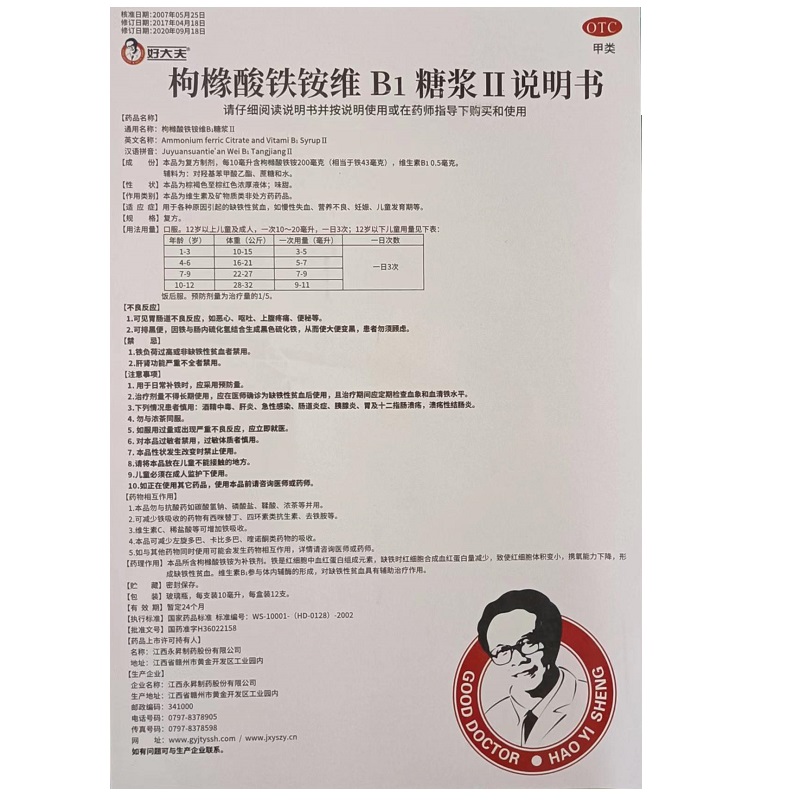 核准日期:2007年05月25日
修订日期:2017年04月18日
修订日期:2020年09月18日
好大夫®
OTC
甲类
枸橼酸铁铵维 B1 糖浆Ⅱ说明书
请仔细阅读说明书并按说明使用或在药师指导下购买和使用
【药品名称】
通用名称：枸橼酸铁铵维B₁糖浆Ⅱ
英文名称：Ammonium ferric Citrate and Vitami B₁ SyrupⅡ
汉语拼音：Juyuansuantie'an Wei B₁ TangjiangⅡ
【成　份】本品为复方制剂，每10毫升含枸橼酸铁铵200毫克（相当于铁43毫克），维生素B1 0.5毫克。
辅料为：对羟基苯甲酸乙酯、蔗糖和水。
【性　状】本品为棕褐色至棕红色浓厚液体；味甜。
【作用类别】本品为维生素及矿物质类非处方药药品。
【适 应 症】用于各种原因引起的缺铁性贫血，如慢性失血、营养不良、妊娠、儿童发育期等。
【规　格】复方。
【用法用量】口服。12岁以上儿童及成人，一次10～20毫升，一日3次；12岁以下儿童用量见下表：
年龄（岁） 体重（公斤） 一次用量（毫升） 一日次数
1-3 10-15 3-5
4-6 16-21 5-7
一日3次
7-9 22-27 7-9
10-12 28-32 9-11
饭后服。预防剂量为治疗量的1/5。
【不良反应】
1.可见胃肠道不良反应，如恶心、呕吐、上腹疼痛、便秘等。
2.可排黑便，因铁与肠内硫化氢结合生成黑色硫化铁，从而使大便变黑，患者勿须顾虑。
【禁　忌】
1.铁负荷过高或非缺铁性贫血者禁用。
2.肝肾功能严重不全者禁用。
【注意事项】
1. 用于日常补铁时，应采用预防量。
2.治疗剂量不得长期使用，应在医师确诊为缺铁性贫血后使用，且治疗期间应定期检查血象和血清铁水平。
3.下列情况患者慎用：酒精中毒、肝炎、急性感染、肠道炎症、胰腺炎、胃及十二指肠溃疡，溃疡性结肠炎。
4. 勿与浓茶同服。
5. 如服用过量或出现严重不良反应，应立即就医。
6. 对本品过敏者禁用，过敏体质者慎用。
7. 本品性状发生改变时禁止使用。
8.请将本品放在儿童不能接触的地方。
9.儿童必须在成人监护下使用。
10.如正在使用其它药品，使用本品前请咨询医师或药师。
【药物相互作用】
1.本品勿与抗酸药如碳酸氢钠、磷酸盐、鞣酸、浓茶等并用。
2.可减少铁吸收的药物有西咪替丁、四环素类抗生素、去铁胺等。
3.维生素C、稀盐酸等可增加铁吸收。
4.本品可减少左旋多巴、卡比多巴、喹诺酮类药物的吸收。
5.如与其他药物同时使用可能会发生药物相互作用，详情请咨询医师或药师。
【药理作用】本品所含枸橼酸铁铵为补铁剂。铁是红细胞中血红蛋白组成元素，缺铁时红细胞合成血红蛋白量减少，致使红细胞体积变小，携氧能力下降，形
成缺铁性贫血。维生素B₁参与体内辅酶的形成，对缺铁性贫血具有辅助治疗作用。
【贮　藏】密封保存。
【包　装】玻璃瓶，每支装10毫升，每盒装12支。
【有 效 期】暂定24个月
【执行标准】国家药品标准 标准编号：WS-10001-（HD-0128）-2002
【批准文号】国药准字H36022158
【药品上市许可持有人】
名称：江西永昇制药股份有限公司
地址：江西省赣州市黄金开发区工业园内
【生产企业】
企业名称：江西永昇制药股份有限公司
生产地址：江西省赣州市黄金开发区工业园内
邮政编码：341000
电话号码：0797-8378905
传真号码：0797-8378598
网　址：www.gyjtyssh.com / www.jxyszy.cn
如有问题可与生产企业联系。
GOOD DOCTOR • HAO YI SHENG